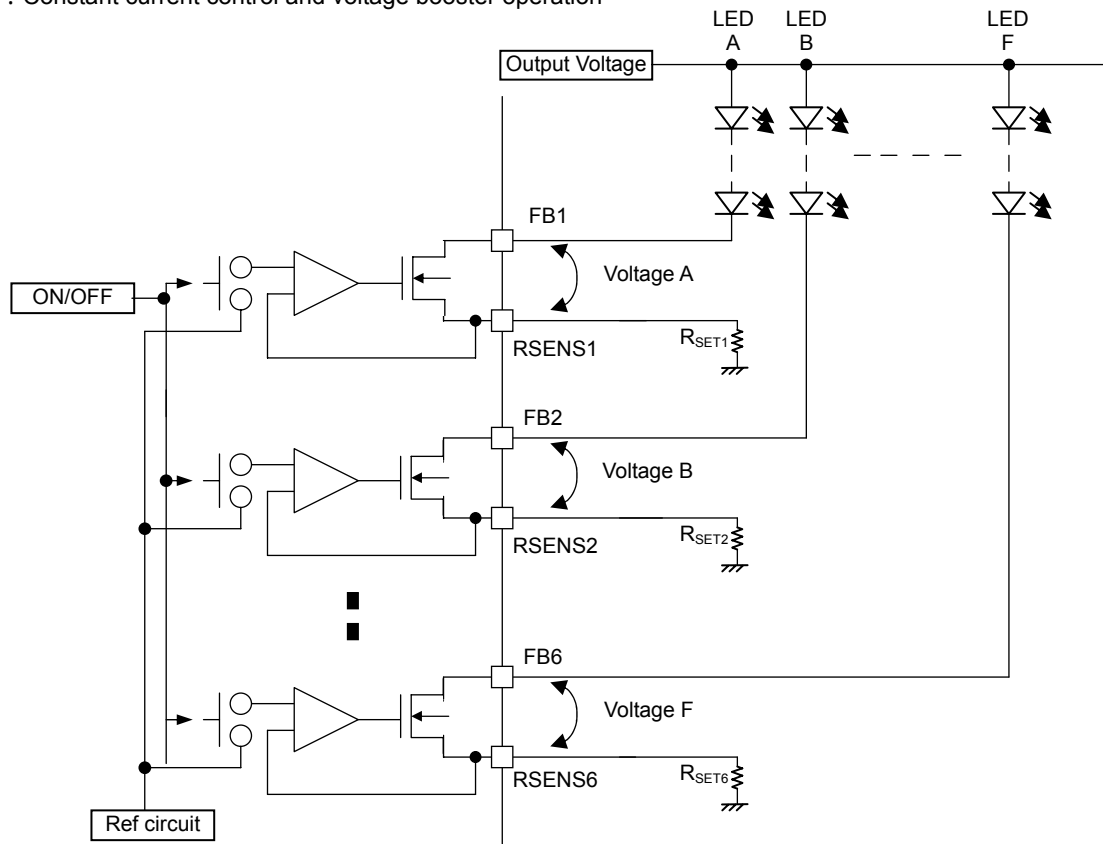 : Constant current control and voltage booster operation
LED A
LED B
LED F
Output Voltage
FB1
Voltage A
ON/OFF
RSENS1
RSET1
FB2
Voltage B
RSENS2
RSET2
FB6
Voltage F
RSENS6
RSET6
Ref circuit